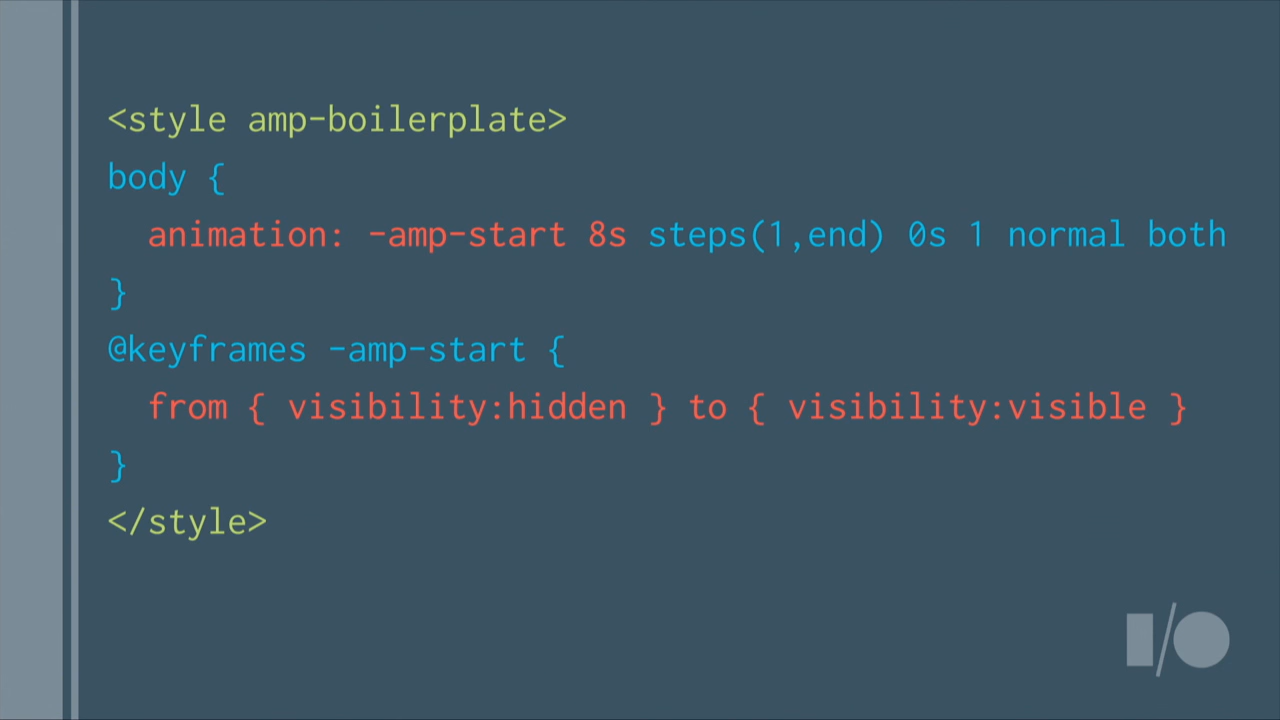 <style amp-boilerplate>
body {
  animation: -amp-start 8s steps(1,end) 0s 1 normal both
}
@keyframes -amp-start {
  from { visibility:hidden } to { visibility:visible }
}
</style>
I/O